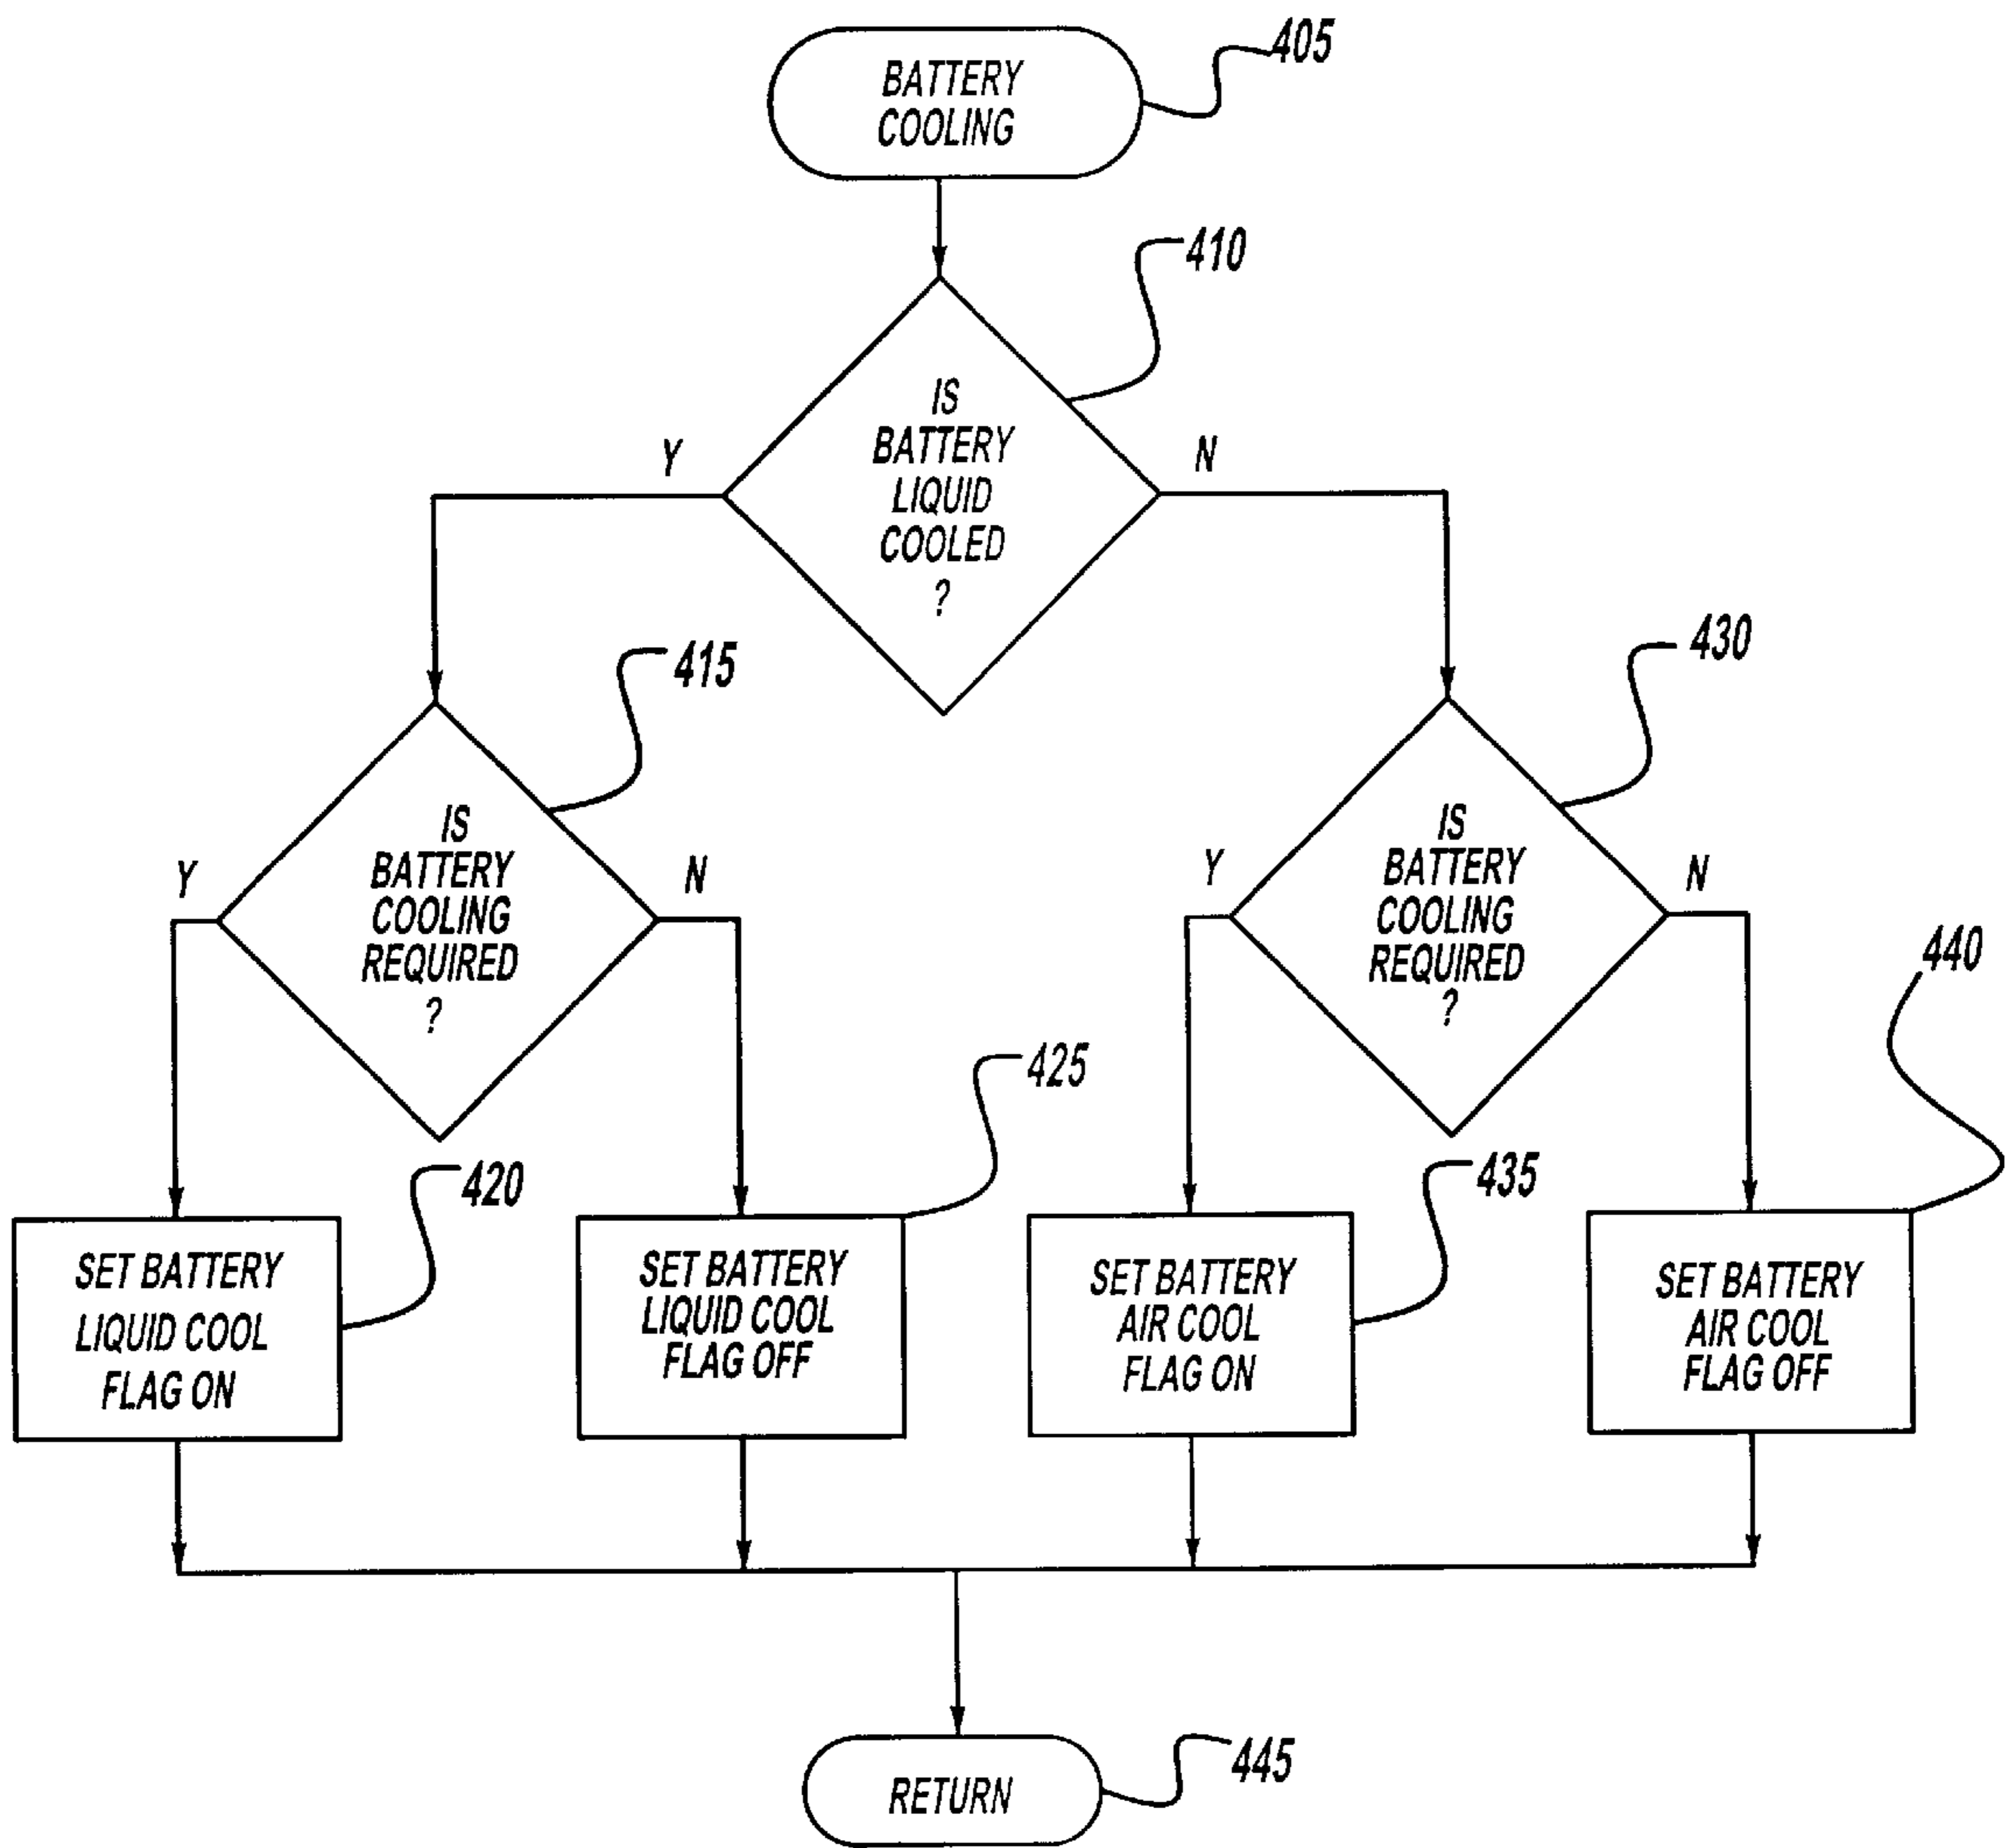 BATTERY
COOLING
405
410
IS
BATTERY
LIQUID
COOLED
?
Y
N
415
430
IS
BATTERY
COOLING
REQUIRED
?
Y
N
IS
BATTERY
COOLING
REQUIRED
?
Y
N
420
425
435
440
SET BATTERY
LIQUID COOL
FLAG ON
SET BATTERY
LIQUID COOL
FLAG OFF
SET BATTERY
AIR COOL
FLAG ON
SET BATTERY
AIR COOL
FLAG OFF
RETURN
445